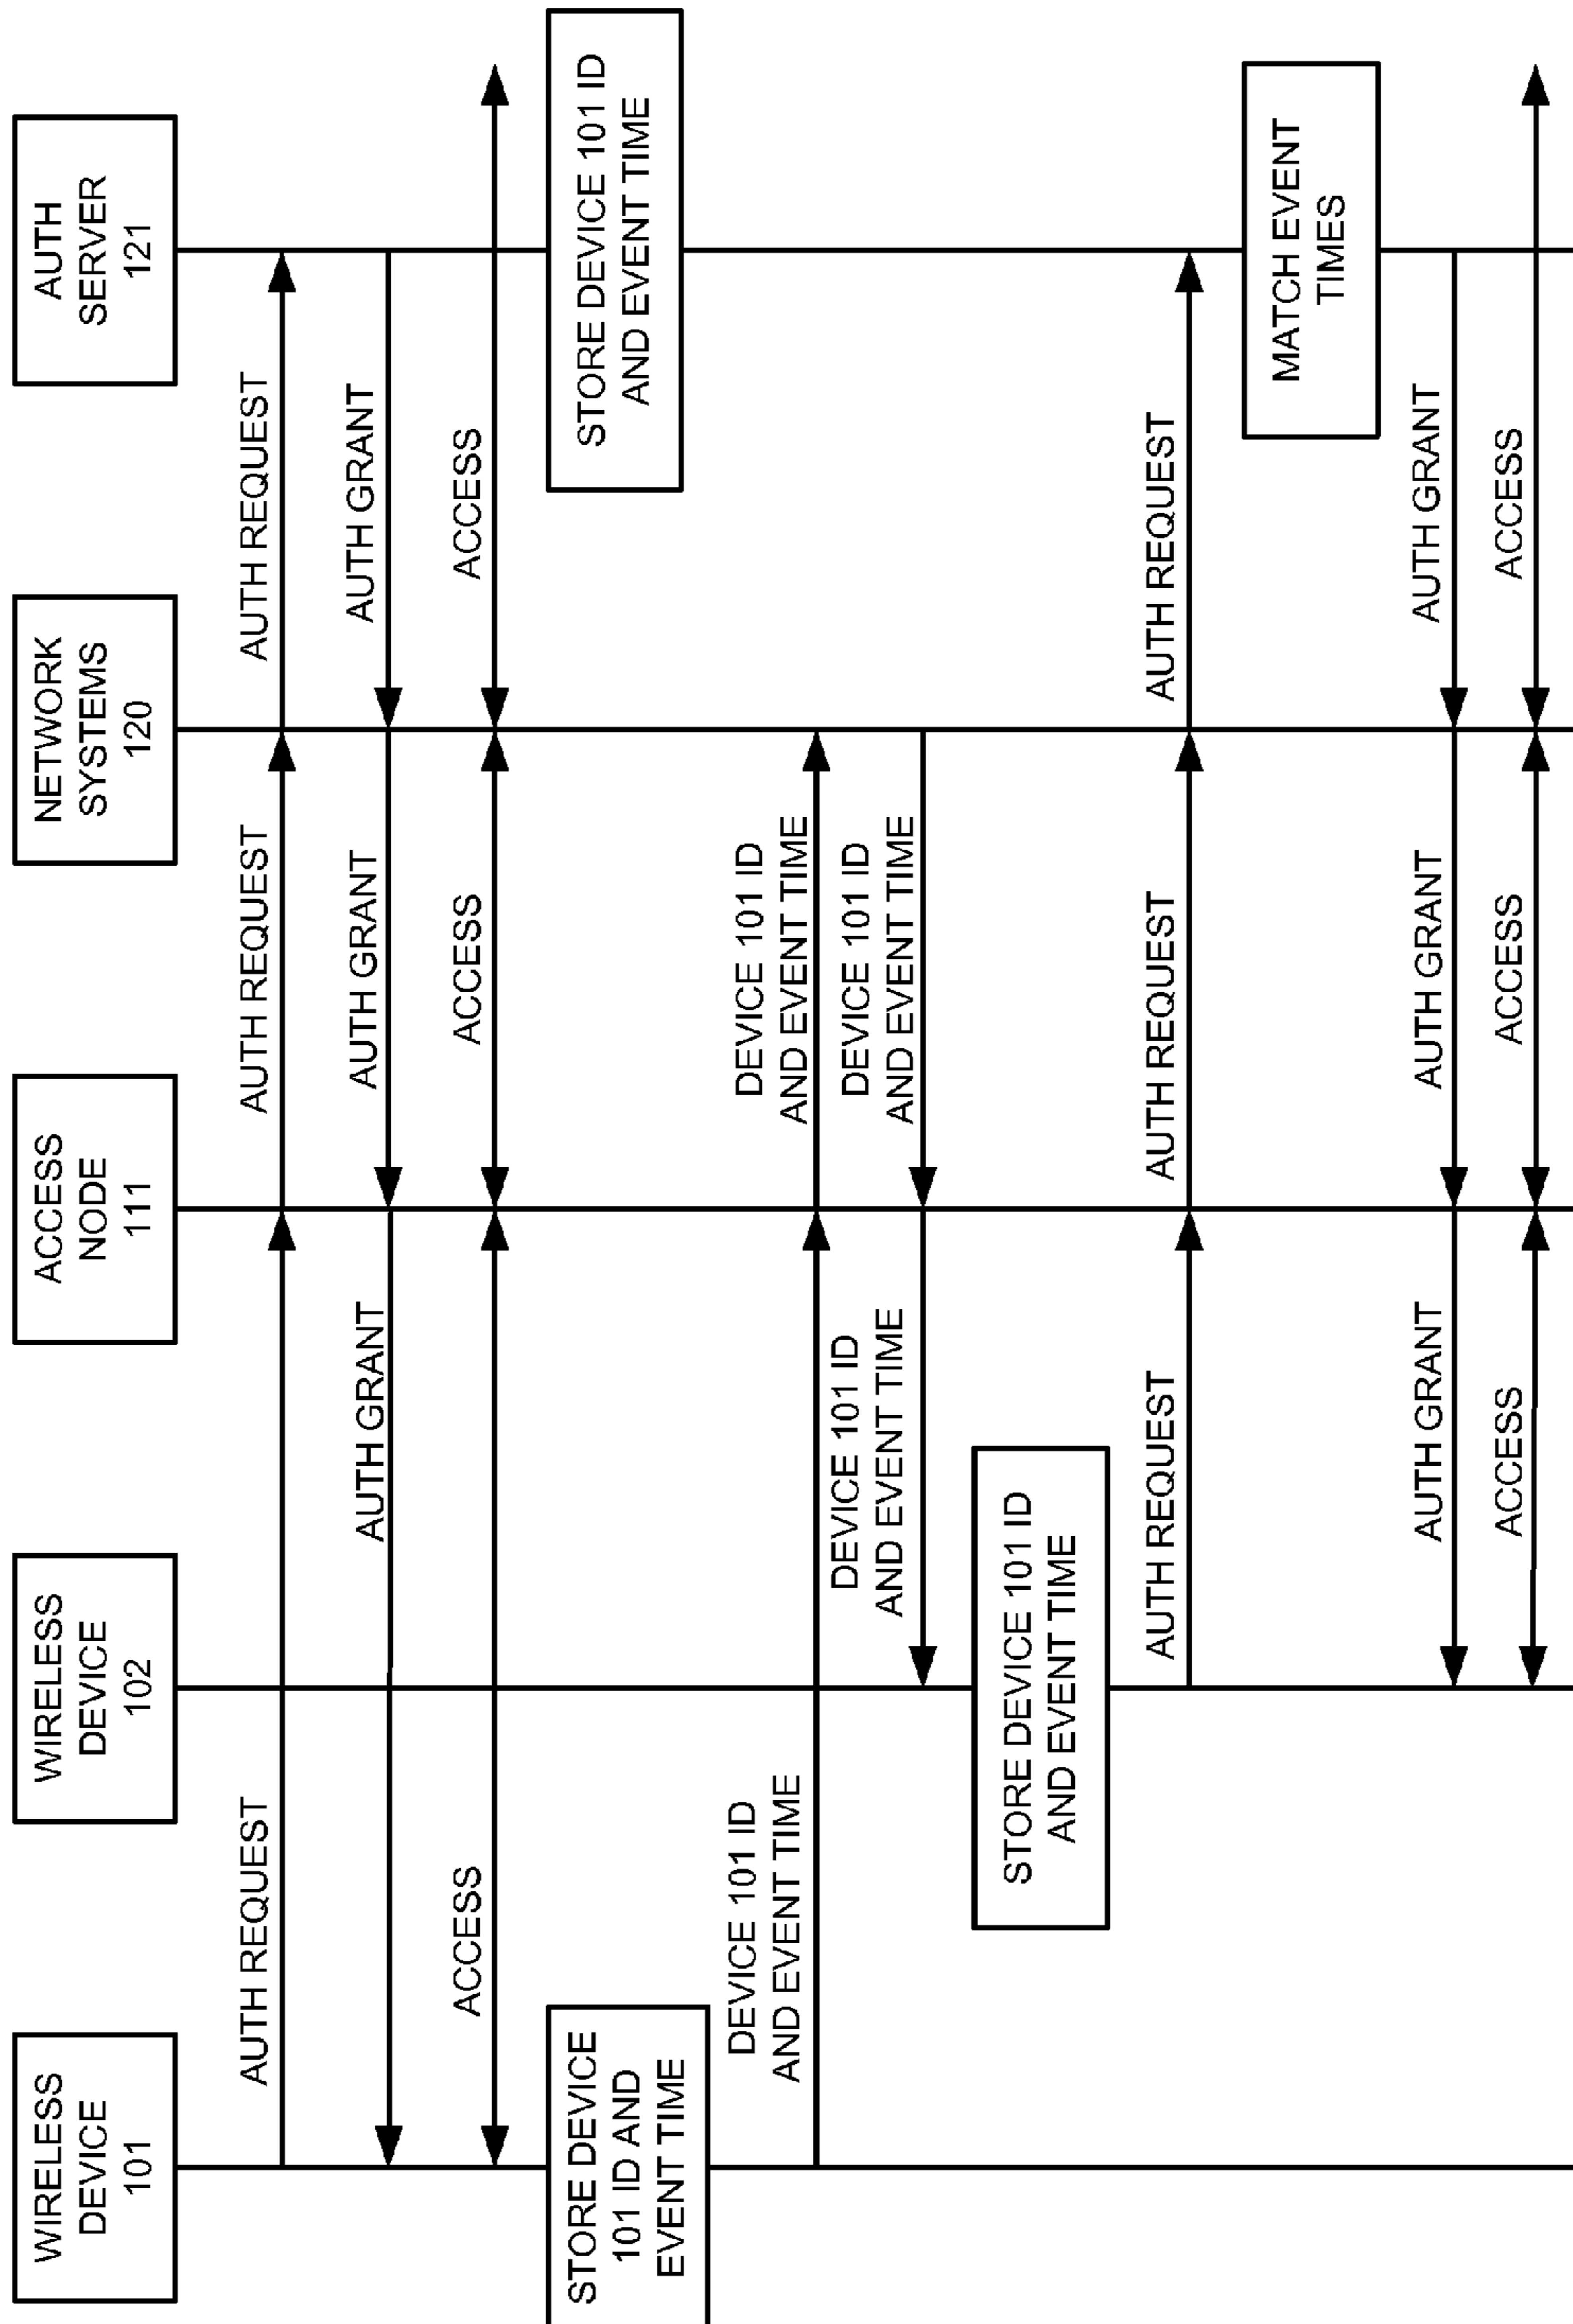 WIRELESS
DEVICE
101
WIRELESS
DEVICE
102
ACCESS
NODE
111
NETWORK
SYSTEMS
120
AUTH
SERVER
121
AUTH REQUEST
AUTH REQUEST
AUTH REQUEST
AUTH GRANT
AUTH GRANT
AUTH GRANT
ACCESS
ACCESS
ACCESS
STORE DEVICE
101 ID AND
EVENT TIME
STORE DEVICE 101 ID
AND EVENT TIME
DEVICE 101 ID
AND EVENT TIME
DEVICE 101 ID
AND EVENT TIME
DEVICE 101 ID
AND EVENT TIME
DEVICE 101 ID
AND EVENT TIME
STORE DEVICE 101 ID
AND EVENT TIME
AUTH REQUEST
AUTH REQUEST
AUTH REQUEST
MATCH EVENT
TIMES
AUTH GRANT
AUTH GRANT
AUTH GRANT
ACCESS
ACCESS
ACCESS